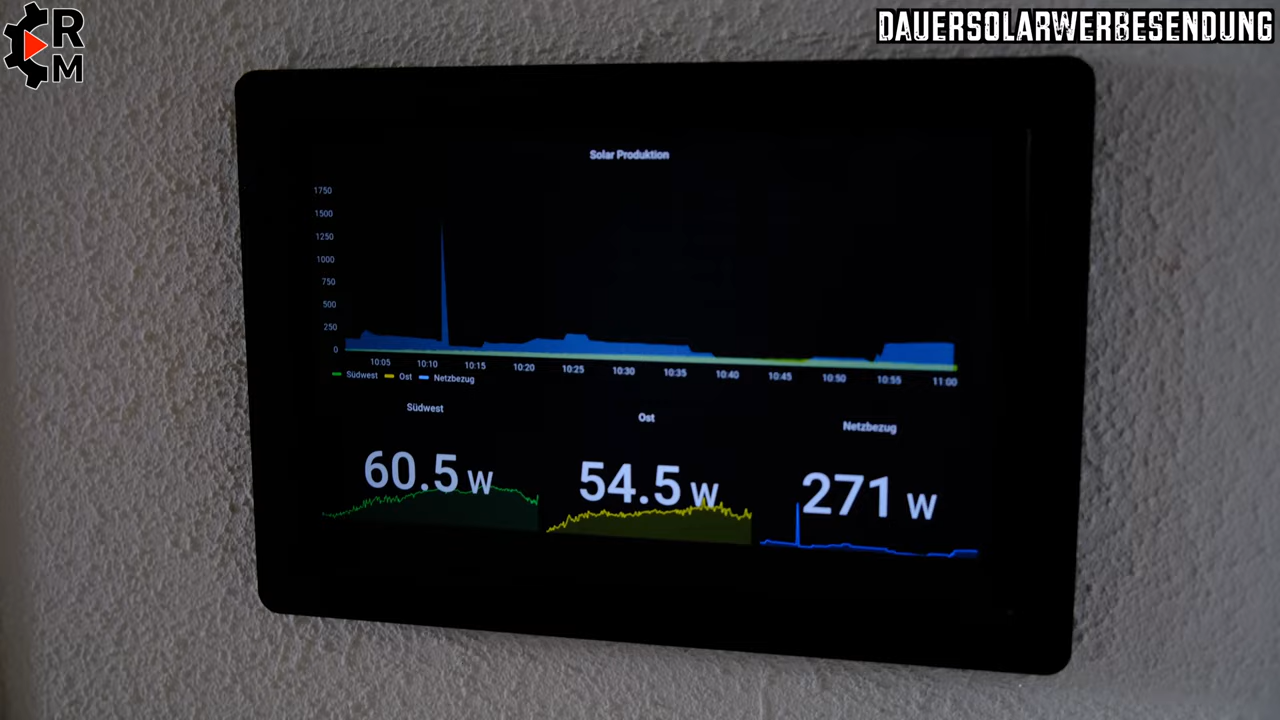 R
M
DAUERSOLARWERBESENDUNG
Solar Produktion
1750
1500
1250
1000
750
500
250
0
10:05 10:10 10:15 10:20 10:25 10:30 10:35 10:40 10:45 10:50 10:55 11:00
Südwest Ost Netzbezug
Südwest Ost Netzbezug
60.5 W 54.5 W 271 W